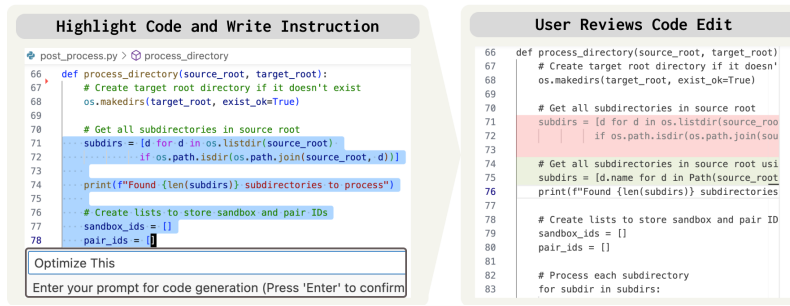 Highlight Code and Write Instruction
post_process.py > process_directory
66 def process_directory(source_root, target_root):
67 # Create target root directory if it doesn't exist
68 os.makedirs(target_root, exist_ok=True)
69
70 # Get all subdirectories in source root
71 subdirs = [d for d in os.listdir(source_root)
72 if os.path.isdir(os.path.join(source_root, d))]
73
74 print(f"Found {len(subdirs)} subdirectories to process")
75
76 # Create lists to store sandbox and pair IDs
77 sandbox_ids = []
78 pair_ids = []
Optimize This
Enter your prompt for code generation (Press 'Enter' to confirm
User Reviews Code Edit
66 def process_directory(source_root, target_root)
67 # Create target root directory if it doesn'
68 os.makedirs(target_root, exist_ok=True)
69
70 # Get all subdirectories in source root
71 subdirs = [d for d in os.listdir(source_roo
72 if os.path.isdir(os.path.join(sou
73
74 # Get all subdirectories in source root usi
75 subdirs = [d.name for d in Path(source_root
76 print(f"Found {len(subdirs)} subdirectories
77
78 # Create lists to store sandbox and pair ID
79 sandbox_ids = []
80 pair_ids = []
81
82 # Process each subdirectory
83 for subdir in subdirs: